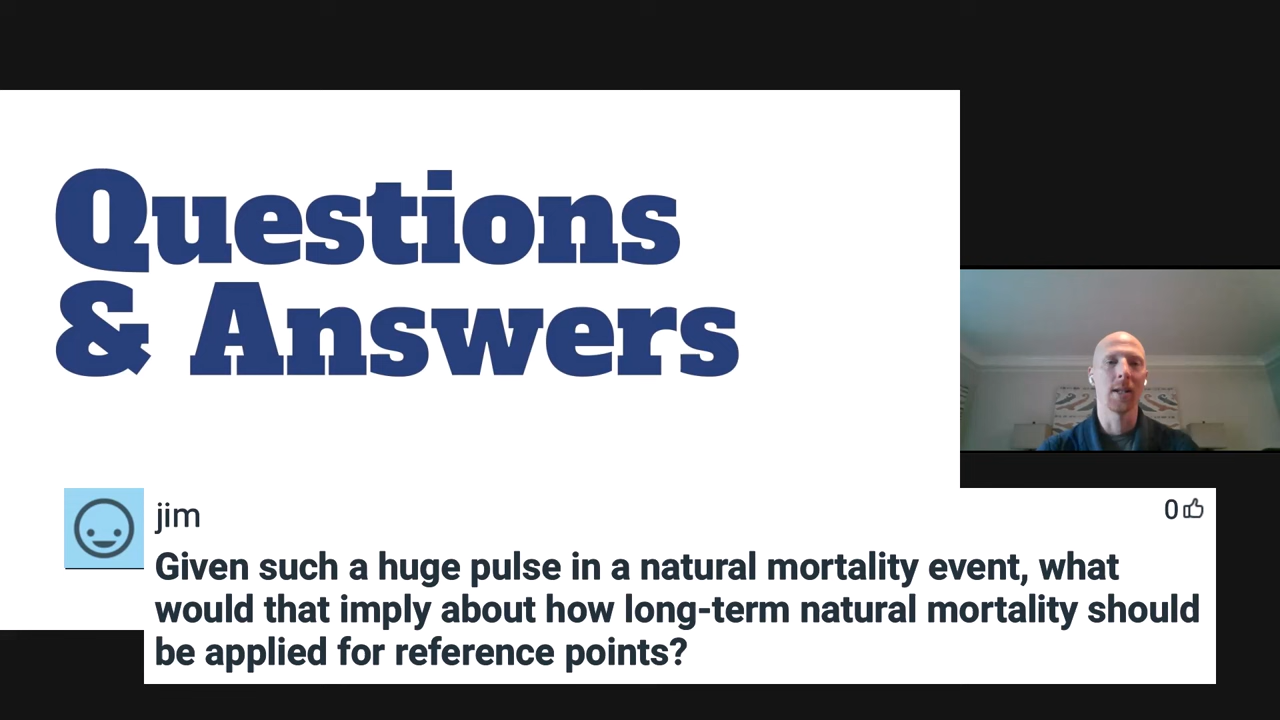 Questions
& Answers
jim
0
Given such a huge pulse in a natural mortality event, what
would that imply about how long-term natural mortality should
be applied for reference points?